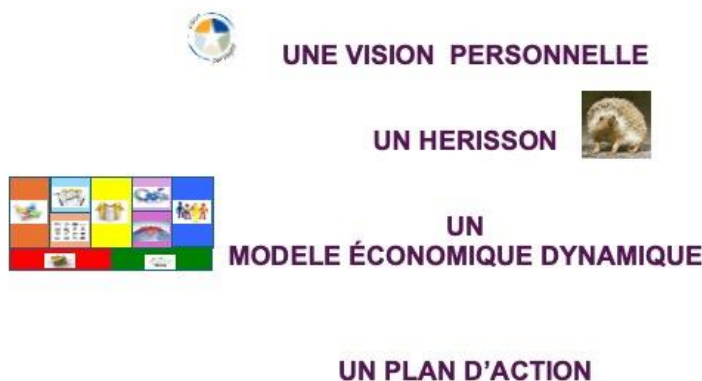 UNE VISION PERSONNELLE
UN HERISSON
UN
MODELE ÉCONOMIQUE DYNAMIQUE
UN PLAN D'ACTION